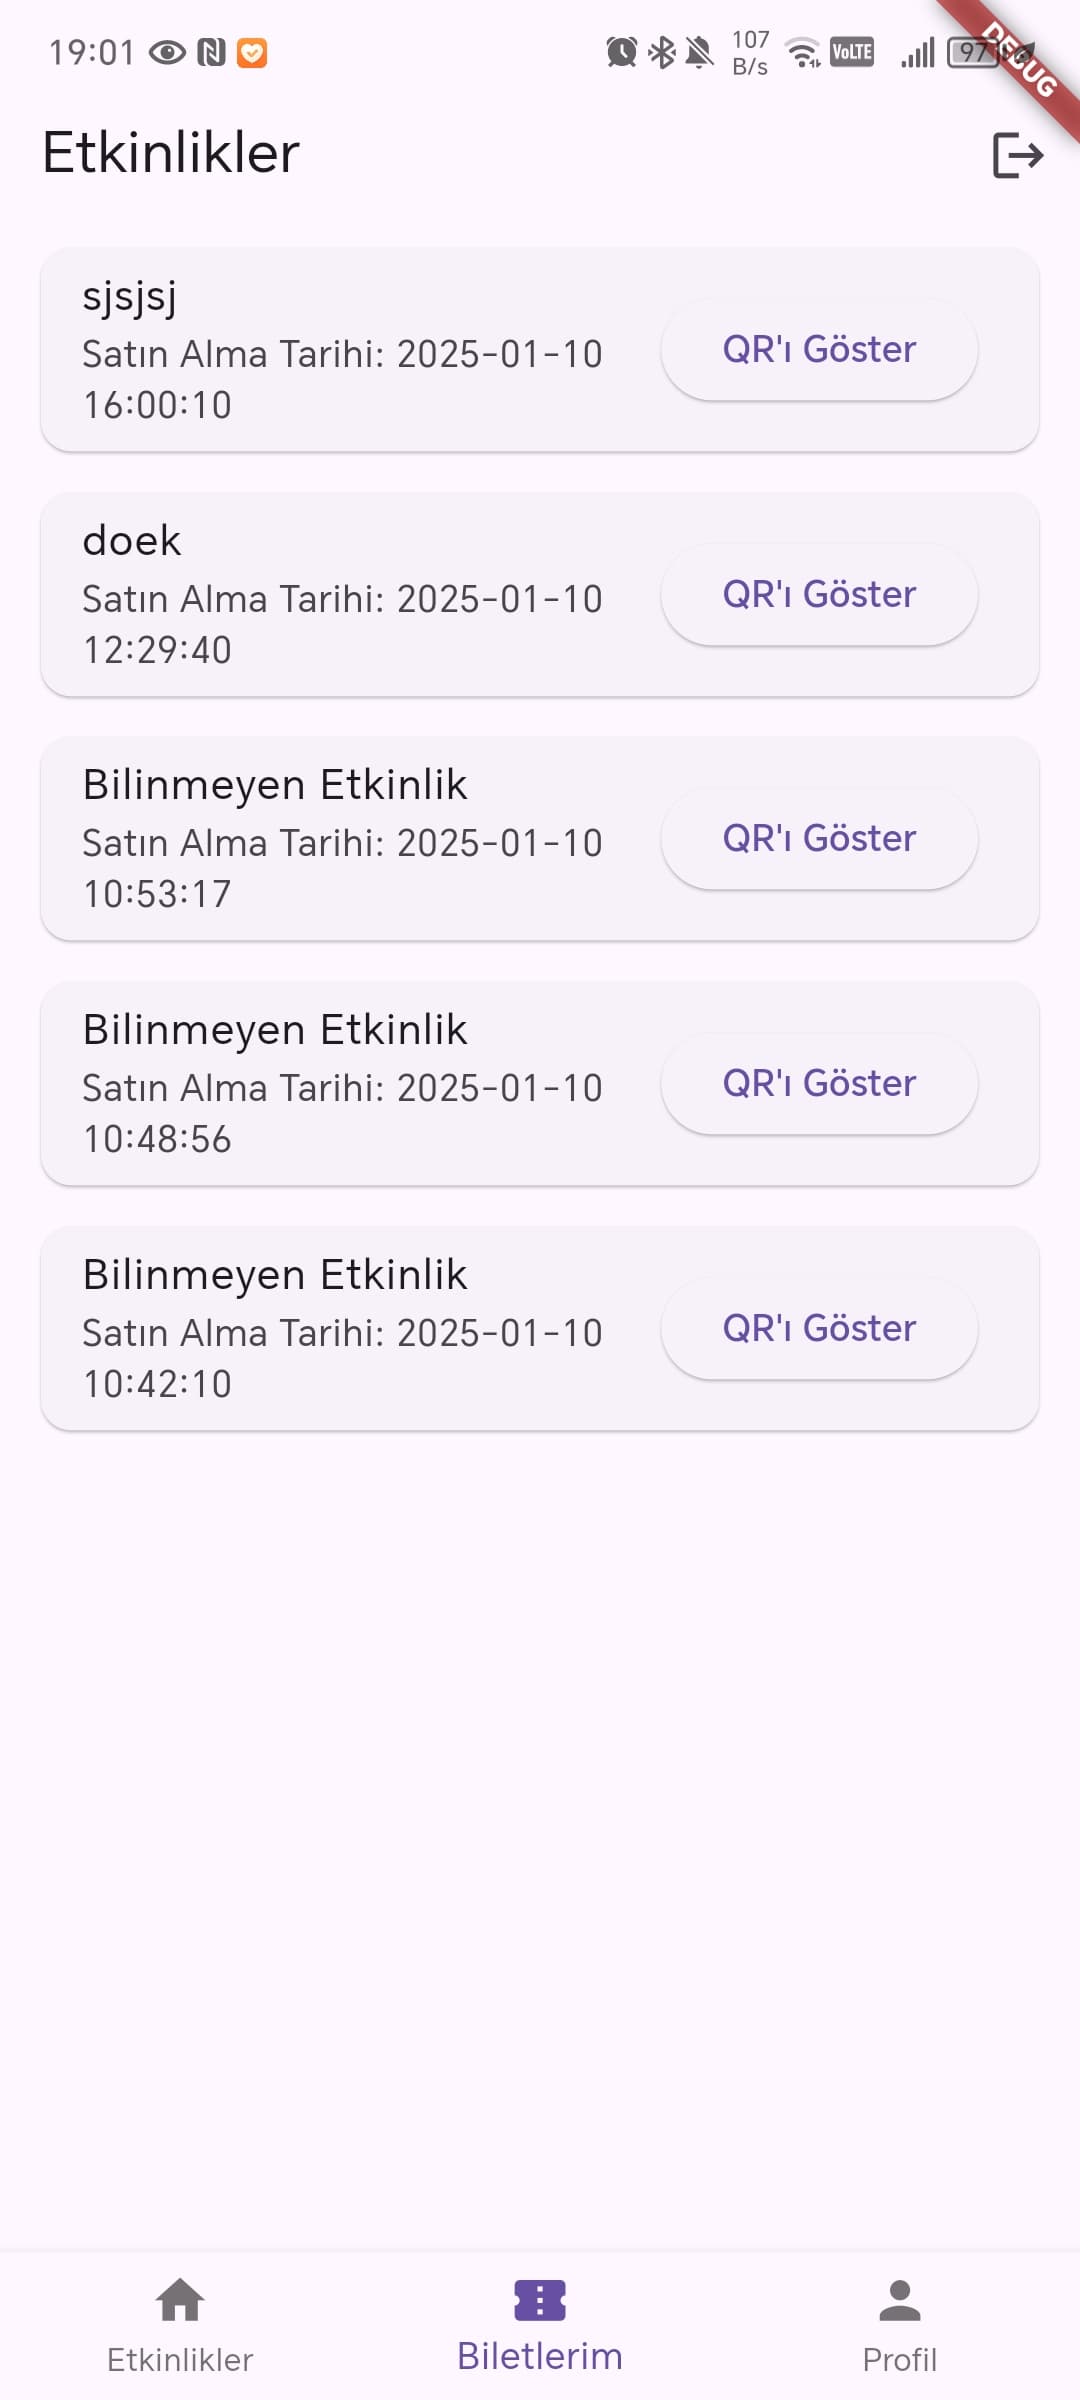 19:01
107
B/s
VoLTE
97
DEBUG
Etkinlikler
sjsjsj
Satın Alma Tarihi: 2025-01-10
16:00:10
QR'ı Göster
doek
Satın Alma Tarihi: 2025-01-10
12:29:40
QR'ı Göster
Bilinmeyen Etkinlik
Satın Alma Tarihi: 2025-01-10
10:53:17
QR'ı Göster
Bilinmeyen Etkinlik
Satın Alma Tarihi: 2025-01-10
10:48:56
QR'ı Göster
Bilinmeyen Etkinlik
Satın Alma Tarihi: 2025-01-10
10:42:10
QR'ı Göster
Etkinlikler
Biletlerim
Profil